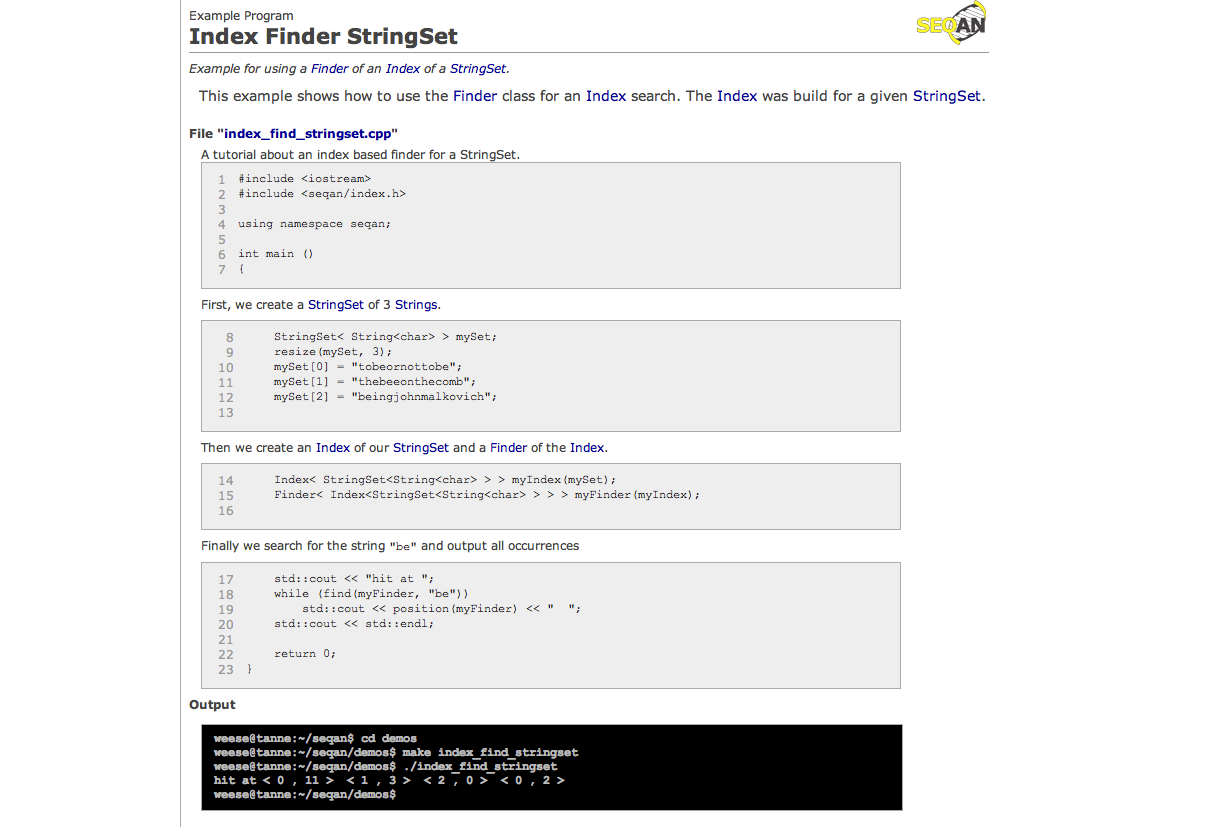 Example Program
SEQAN
Index Finder StringSet
Example for using a Finder of an Index of a StringSet.
This example shows how to use the Finder class for an Index search. The Index was build for a given StringSet.
File "index_find_stringset.cpp"
A tutorial about an index based finder for a StringSet.
1 #include <iostream>
2 #include <seqan/index.h>
3
4 using namespace seqan;
5
6 int main ()
7 {
First, we create a StringSet of 3 Strings.
8 StringSet< String<char> > mySet;
9 resize(mySet, 3);
10 mySet[0] = "tobeornottobe";
11 mySet[1] = "thebeeonthecomb";
12 mySet[2] = "beingjohnmalkovich";
13
Then we create an Index of our StringSet and a Finder of the Index.
14 Index< StringSet<String<char> > > myIndex(mySet);
15 Finder< Index<StringSet<String<char> > > > myFinder(myIndex);
16
Finally we search for the string "be" and output all occurrences
17 std::cout << "hit at ";
18 while (find(myFinder, "be"))
19 std::cout << position(myFinder) << "  ";
20 std::cout << std::endl;
21
22 return 0;
23 }
Output
weese@tanne:~/seqan$ cd demos
weese@tanne:~/seqan/demos$ make index_find_stringset
weese@tanne:~/seqan/demos$ ./index_find_stringset
hit at < 0 , 11 >  < 1 , 3 >  < 2 , 0 >  < 0 , 2 >
weese@tanne:~/seqan/demos$